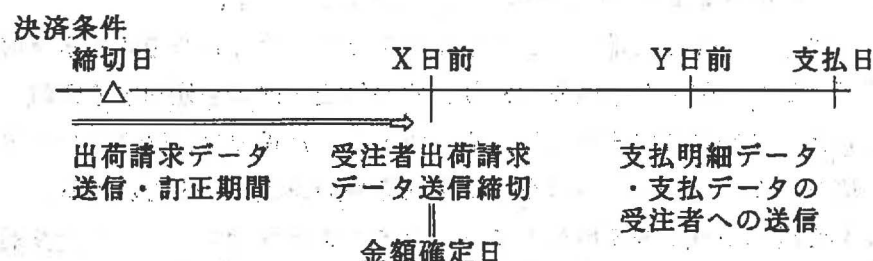 決済条件
締切日 X日前 Y日前 支払日
出荷請求データ 受注者出荷請求 支払明細データ
送信・訂正期間 データ送信締切 ・支払データの
受注者への送信
金額確定日